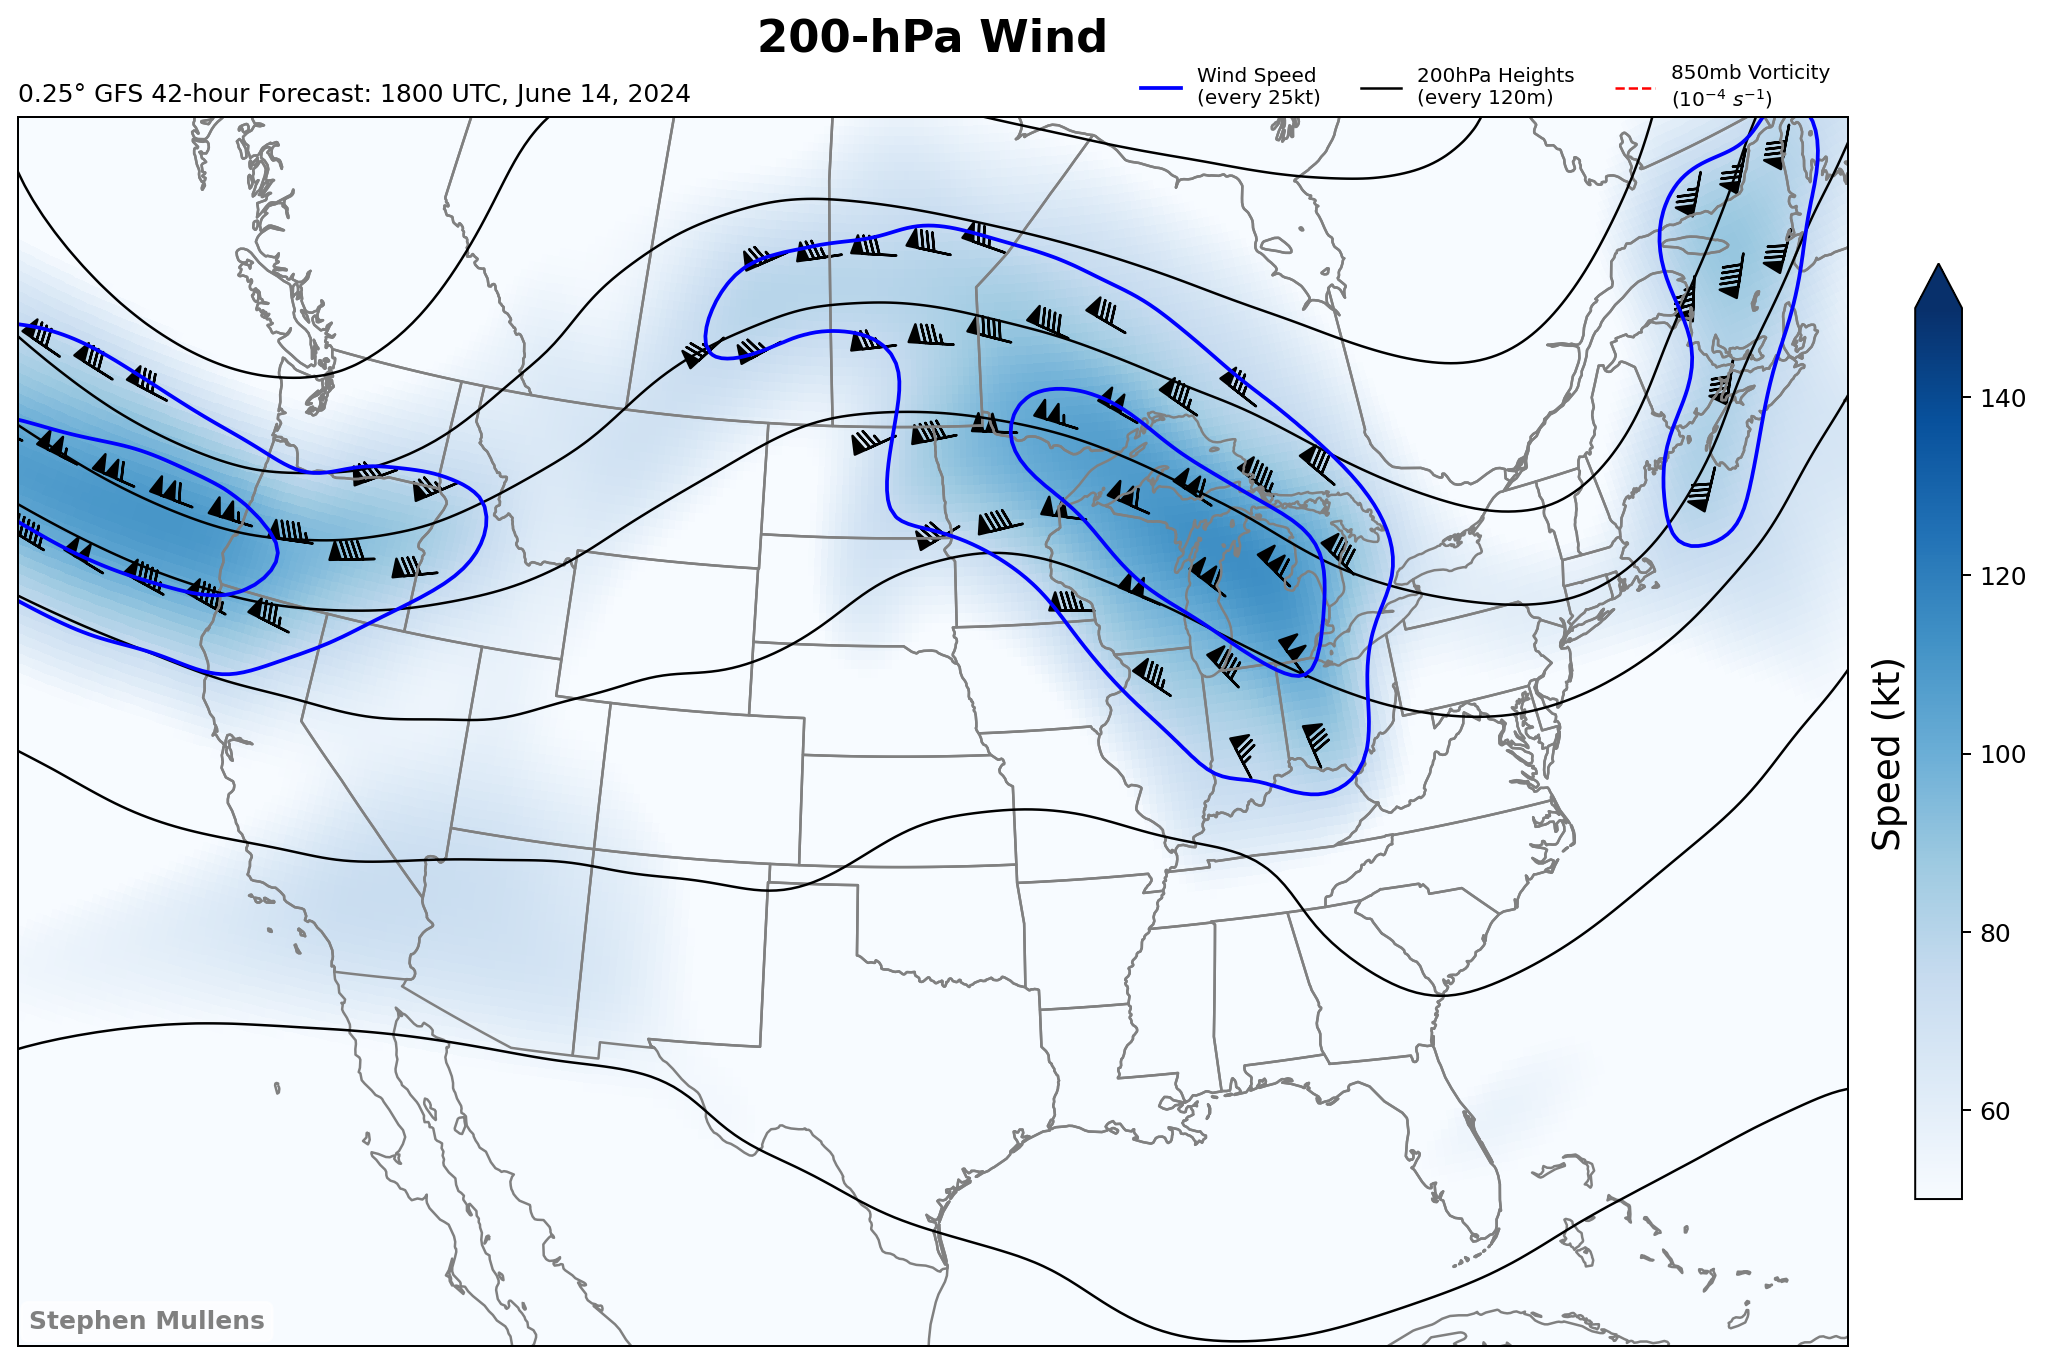 200-hPa Wind
0.25° GFS 42-hour Forecast: 1800 UTC, June 14, 2024
Wind Speed
(every 25kt)
200hPa Heights
(every 120m)
850mb Vorticity
(10⁻⁴ s⁻¹)
140
120
100
80
60
Speed (kt)
Stephen Mullens